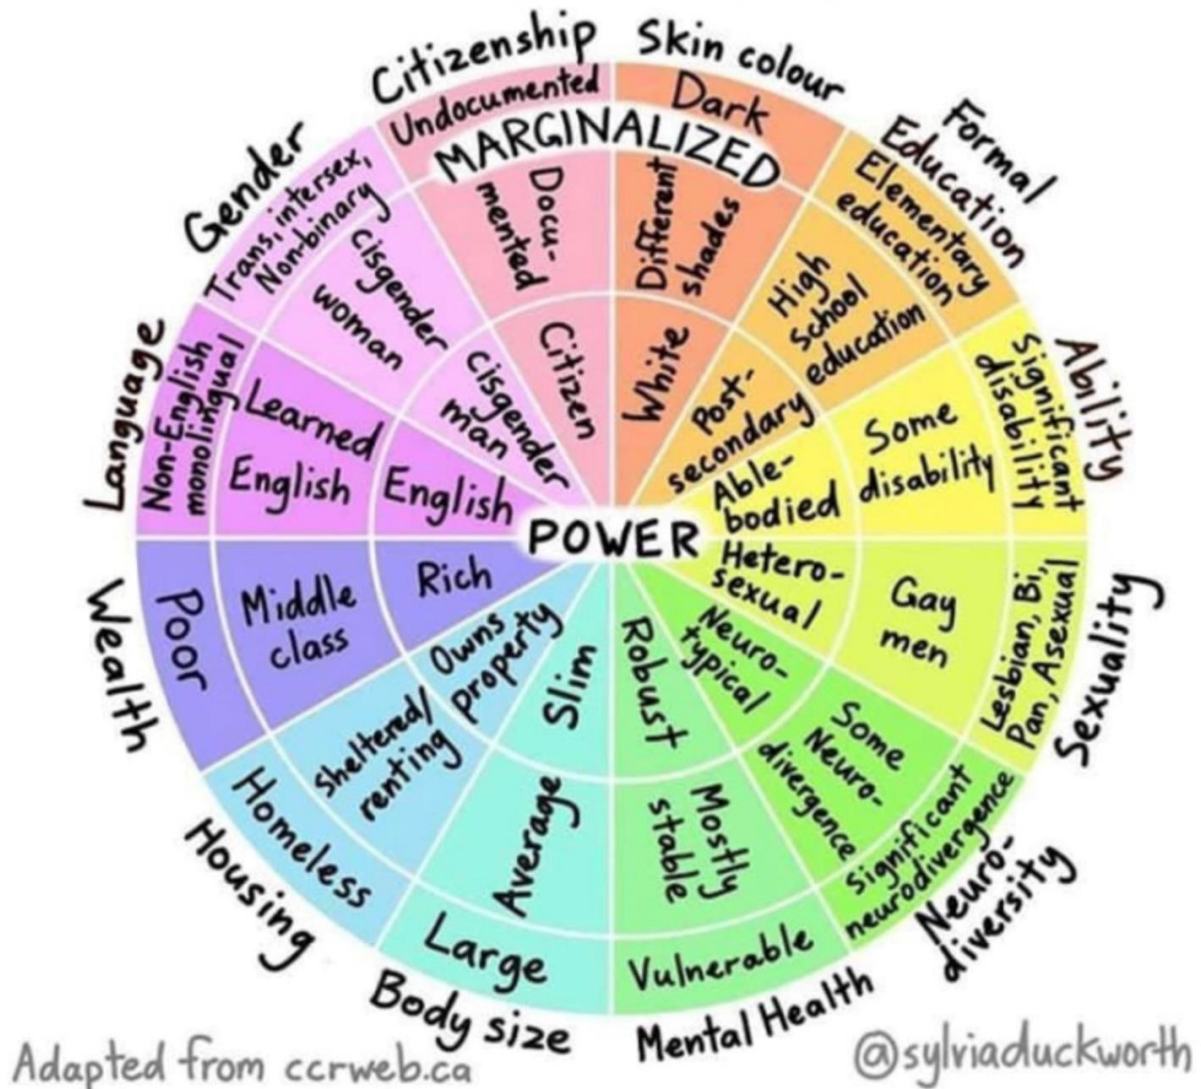 Citizenship
Undocumented
Docu-
mented
Citizen
Skin colour
Dark
Different
shades
White
Formal
Education
Elementary
education
High
School
education
Post-
secondary
Ability
Significant
disability
Some
disability
Able-
bodied
Sexuality
Lesbian, Bi,
Pan, Asexual
Gay
men
Hetero-
sexual
Neuro-
diversity
Significant
neurodivergence
Some
Neuro-
divergence
Neuro-
typical
Mental Health
Vulnerable
Mostly
stable
Robust
Body size
Large
Average
Slim
Housing
Homeless
Sheltered/
renting
Owns
property
Wealth
Poor
Middle
class
Rich
Language
Non-English
monolingual
Learned
English
English
Gender
Trans, intersex,
Non-binary
Cisgender
woman
Cisgender
man
MARGINALIZED
POWER
Adapted from ccrweb.ca
@sylviaduckworth